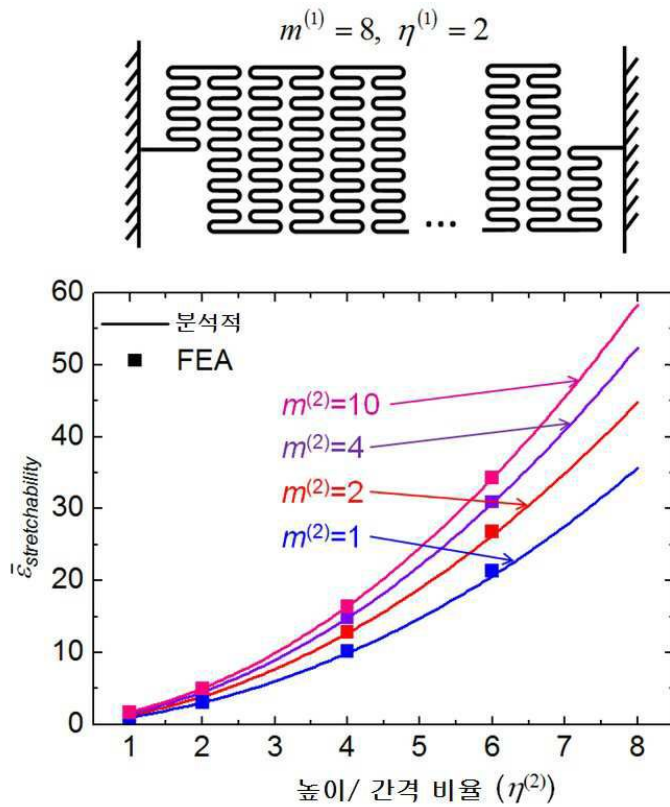 m⁽¹⁾ = 8, η⁽¹⁾ = 2
...
60
분석적
FEA
50
m⁽²⁾=10
40
m⁽²⁾=4
30
m⁽²⁾=2
20
m⁽²⁾=1
10
0
ε̄stretchability
1 2 3 4 5 6 7 8
높이/ 간격 비율 (η⁽²⁾)